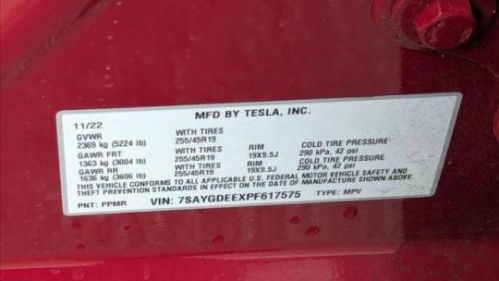 MFD BY TESLA, INC.
11/22
GVWR WITH TIRES
2369 kg (5224 lb) 255/45R19
GAWR FRT WITH TIRES RIM COLD TIRE PRESSURE
1363 kg (3004 lb) 255/45R19 19X9.5J 290 kPa, 42 psi
GAWR RR WITH TIRES RIM COLD TIRE PRESSURE
1636 kg (3606 lb) 255/45R19 19X9.5J 290 kPa, 42 psi
THIS VEHICLE CONFORMS TO ALL APPLICABLE U.S. FEDERAL MOTOR VEHICLE SAFETY AND
THEFT PREVENTION STANDARDS IN EFFECT ON THE DATE OF MANUFACTURE SHOWN ABOVE.
PNT: PPMR VIN: 7SAYGDEEXPF617575 TYPE: MPV